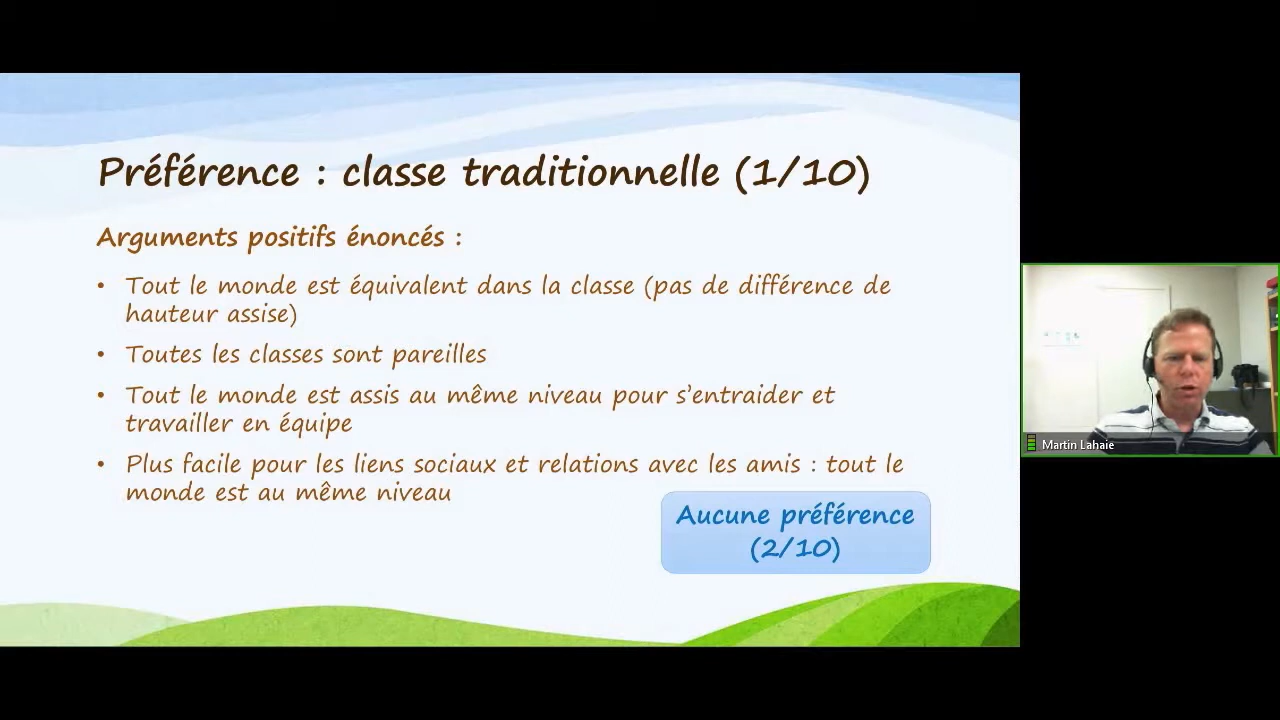 Préférence : classe traditionnelle (1/10)
Arguments positifs énoncés :
• Tout le monde est équivalent dans la classe (pas de différence de
hauteur assise)
• Toutes les classes sont pareilles
• Tout le monde est assis au même niveau pour s'entraider et
travailler en équipe
• Plus facile pour les liens sociaux et relations avec les amis : tout le
monde est au même niveau
Aucune préférence
(2/10)
Martin Lahaie